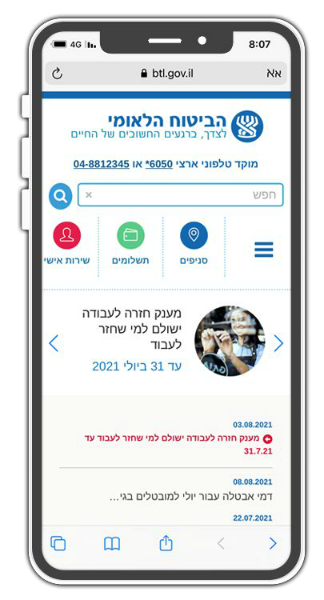 4G
8:07
btl.gov.il
אא
הביטוח הלאומי
לצדך, ברגעים החשובים של החיים
מוקד טלפוני ארצי 6050* או 04-8812345
חפש
סניפים
תשלומים
שירות אישי
מענק חזרה לעבודה
ישולם למי שחזר
לעבוד
עד 31 ביולי 2021
03.08.2021
מענק חזרה לעבודה ישולם למי שחזר לעבוד עד
31.7.21
08.08.2021
דמי אבטלה עבור יולי למובטלים בגי...
22.07.2021